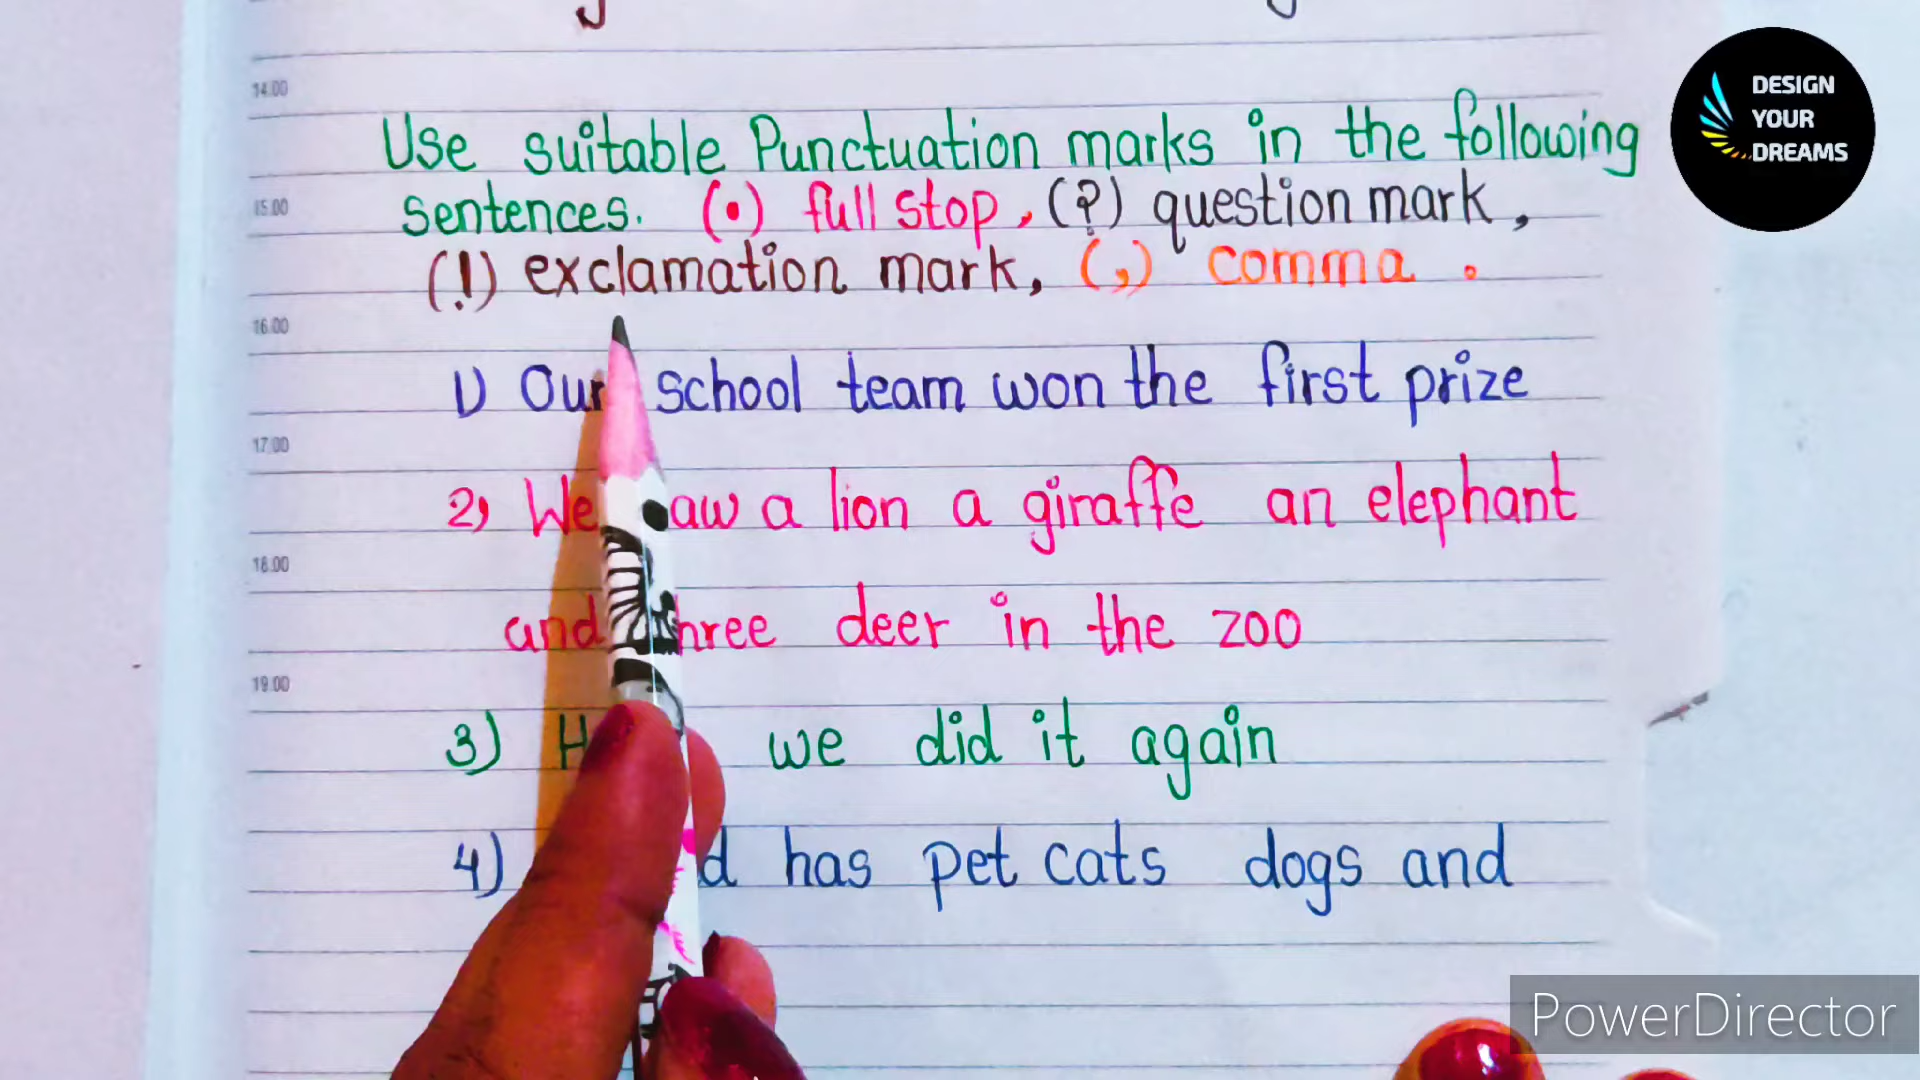 14.00
Use suitable Punctuation marks in the following
15.00
sentences. (.) full stop, (?) question mark,
(!) exclamation mark, (,) comma .
16.00
1) Our school team won the first prize
17.00
2) We saw a lion a giraffe an elephant
18.00
and three deer in the zoo
19.00
3) we did it again
4) has pet cats dogs and
DESIGN
YOUR
DREAMS
PowerDirector